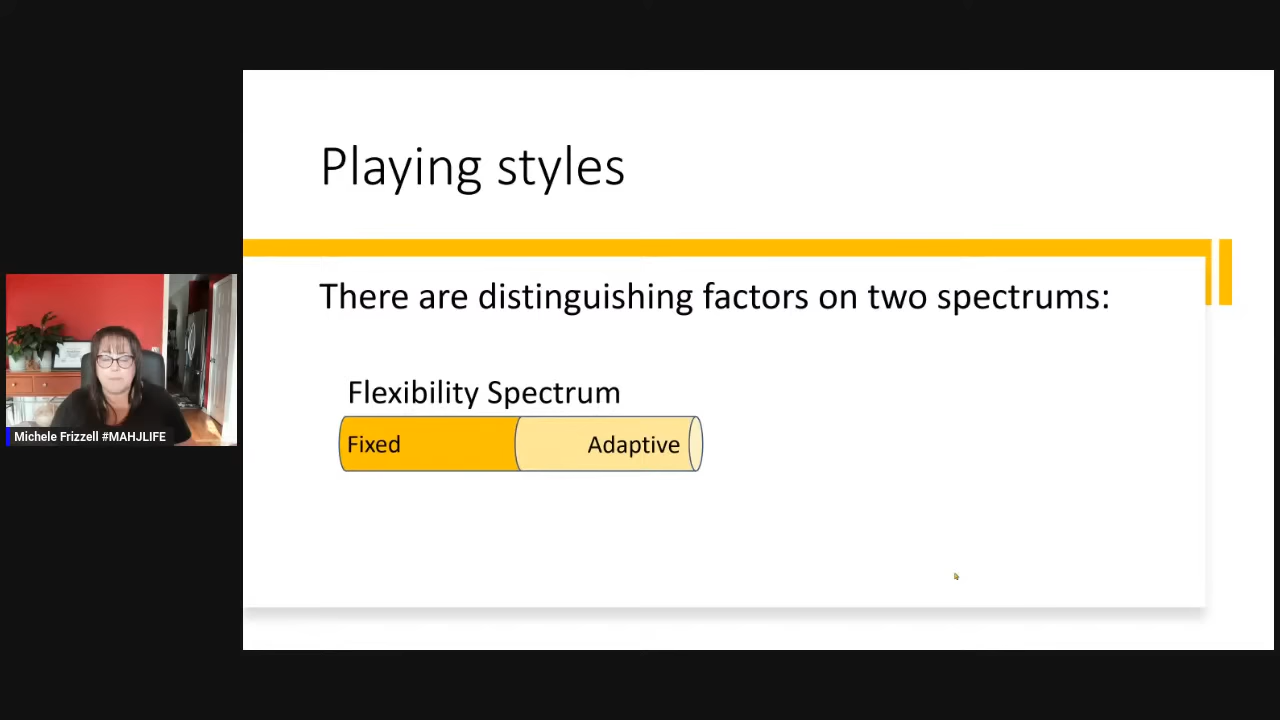 Playing styles
There are distinguishing factors on two spectrums:
Flexibility Spectrum
Fixed
Adaptive
Michele Frizzell #MAHJLIFE